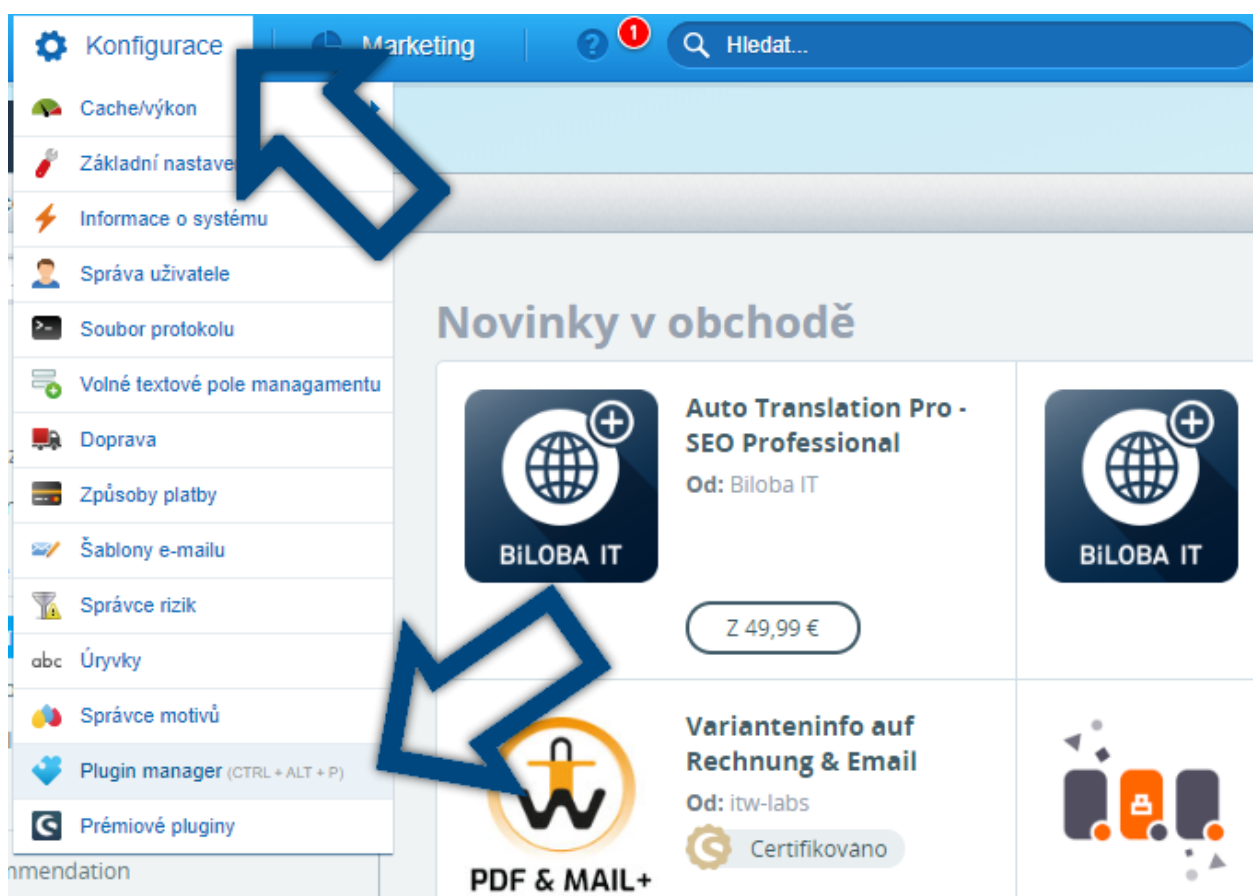 Konfigurace
Marketing
?
1
Hledat...
Cache/výkon
Základní nastave
Informace o systému
Správa uživatele
Soubor protokolu
Volné textové pole managamentu
Doprava
Způsoby platby
Šablony e-mailu
Správce rizik
abc Úryvky
Správce motivů
Plugin manager (CTRL + ALT + P)
Prémiové pluginy
mmendation
Novinky v obchodě
BiLOBA IT
Auto Translation Pro -
SEO Professional
Od: Biloba IT
Z 49,99 €
BiLOBA IT
PDF & MAIL+
Varianteninfo auf
Rechnung & Email
Od: itw-labs
Certifikováno